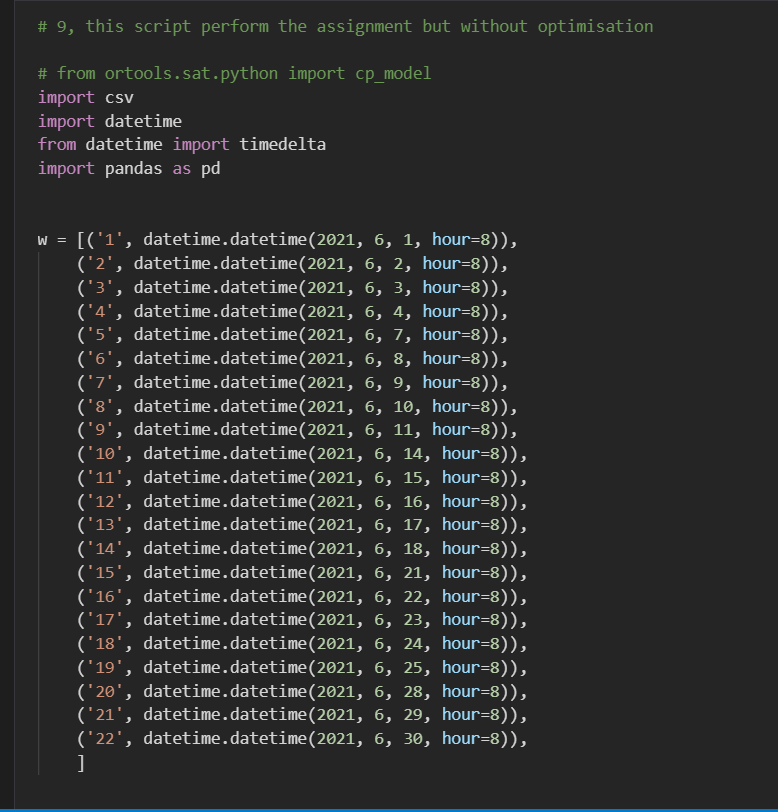 # 9, this script perform the assignment but without optimisation
# from ortools.sat.python import cp_model
import csv
import datetime
from datetime import timedelta
import pandas as pd
w = [('1', datetime.datetime(2021, 6, 1, hour=8)),
('2', datetime.datetime(2021, 6, 2, hour=8)),
('3', datetime.datetime(2021, 6, 3, hour=8)),
('4', datetime.datetime(2021, 6, 4, hour=8)),
('5', datetime.datetime(2021, 6, 7, hour=8)),
('6', datetime.datetime(2021, 6, 8, hour=8)),
('7', datetime.datetime(2021, 6, 9, hour=8)),
('8', datetime.datetime(2021, 6, 10, hour=8)),
('9', datetime.datetime(2021, 6, 11, hour=8)),
('10', datetime.datetime(2021, 6, 14, hour=8)),
('11', datetime.datetime(2021, 6, 15, hour=8)),
('12', datetime.datetime(2021, 6, 16, hour=8)),
('13', datetime.datetime(2021, 6, 17, hour=8)),
('14', datetime.datetime(2021, 6, 18, hour=8)),
('15', datetime.datetime(2021, 6, 21, hour=8)),
('16', datetime.datetime(2021, 6, 22, hour=8)),
('17', datetime.datetime(2021, 6, 23, hour=8)),
('18', datetime.datetime(2021, 6, 24, hour=8)),
('19', datetime.datetime(2021, 6, 25, hour=8)),
('20', datetime.datetime(2021, 6, 28, hour=8)),
('21', datetime.datetime(2021, 6, 29, hour=8)),
('22', datetime.datetime(2021, 6, 30, hour=8)),
]